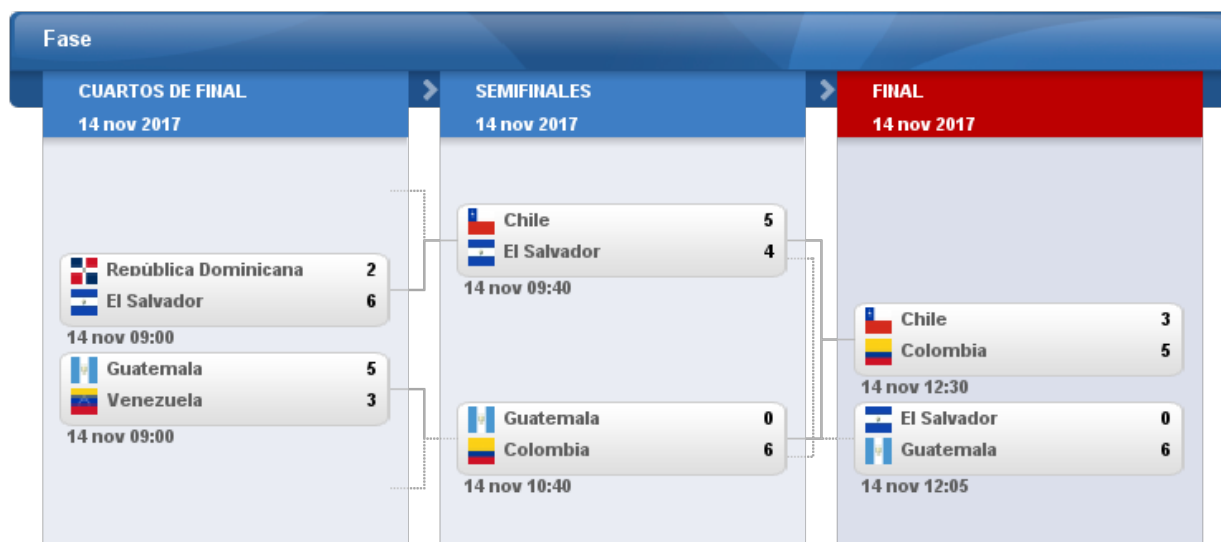 Fase
CUARTOS DE FINAL
14 nov 2017
República Dominicana 2
El Salvador 6
14 nov 09:00
Guatemala 5
Venezuela 3
14 nov 09:00
SEMIFINALES
14 nov 2017
Chile 5
El Salvador 4
14 nov 09:40
Guatemala 0
Colombia 6
14 nov 10:40
FINAL
14 nov 2017
Chile 3
Colombia 5
14 nov 12:30
El Salvador 0
Guatemala 6
14 nov 12:05